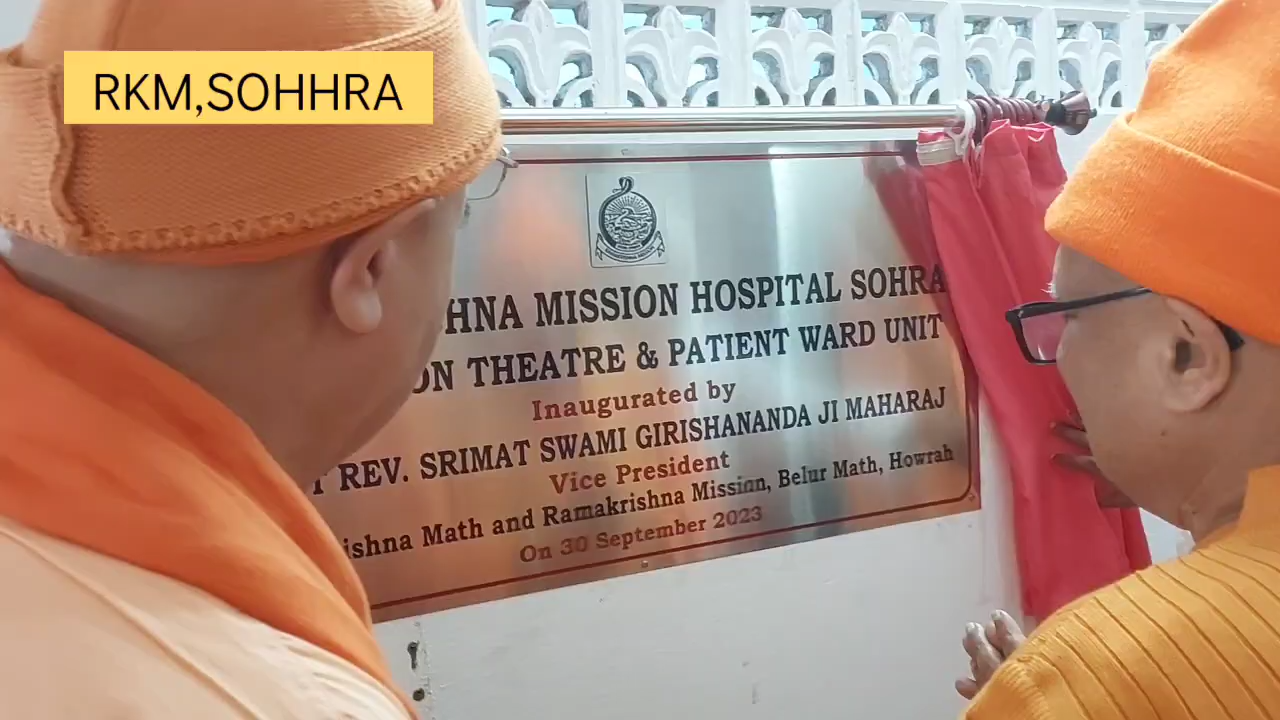 RKM,SOHHRA
HNA MISSION HOSPITAL SOHRA
ON THEATRE & PATIENT WARD UNIT
Inaugurated by
REV. SRIMAT SWAMI GIRISHANANDA JI MAHARAJ
Vice President
ishna Math and Ramakrishna Mission, Belur Math, Howrah
On 30 September 2023